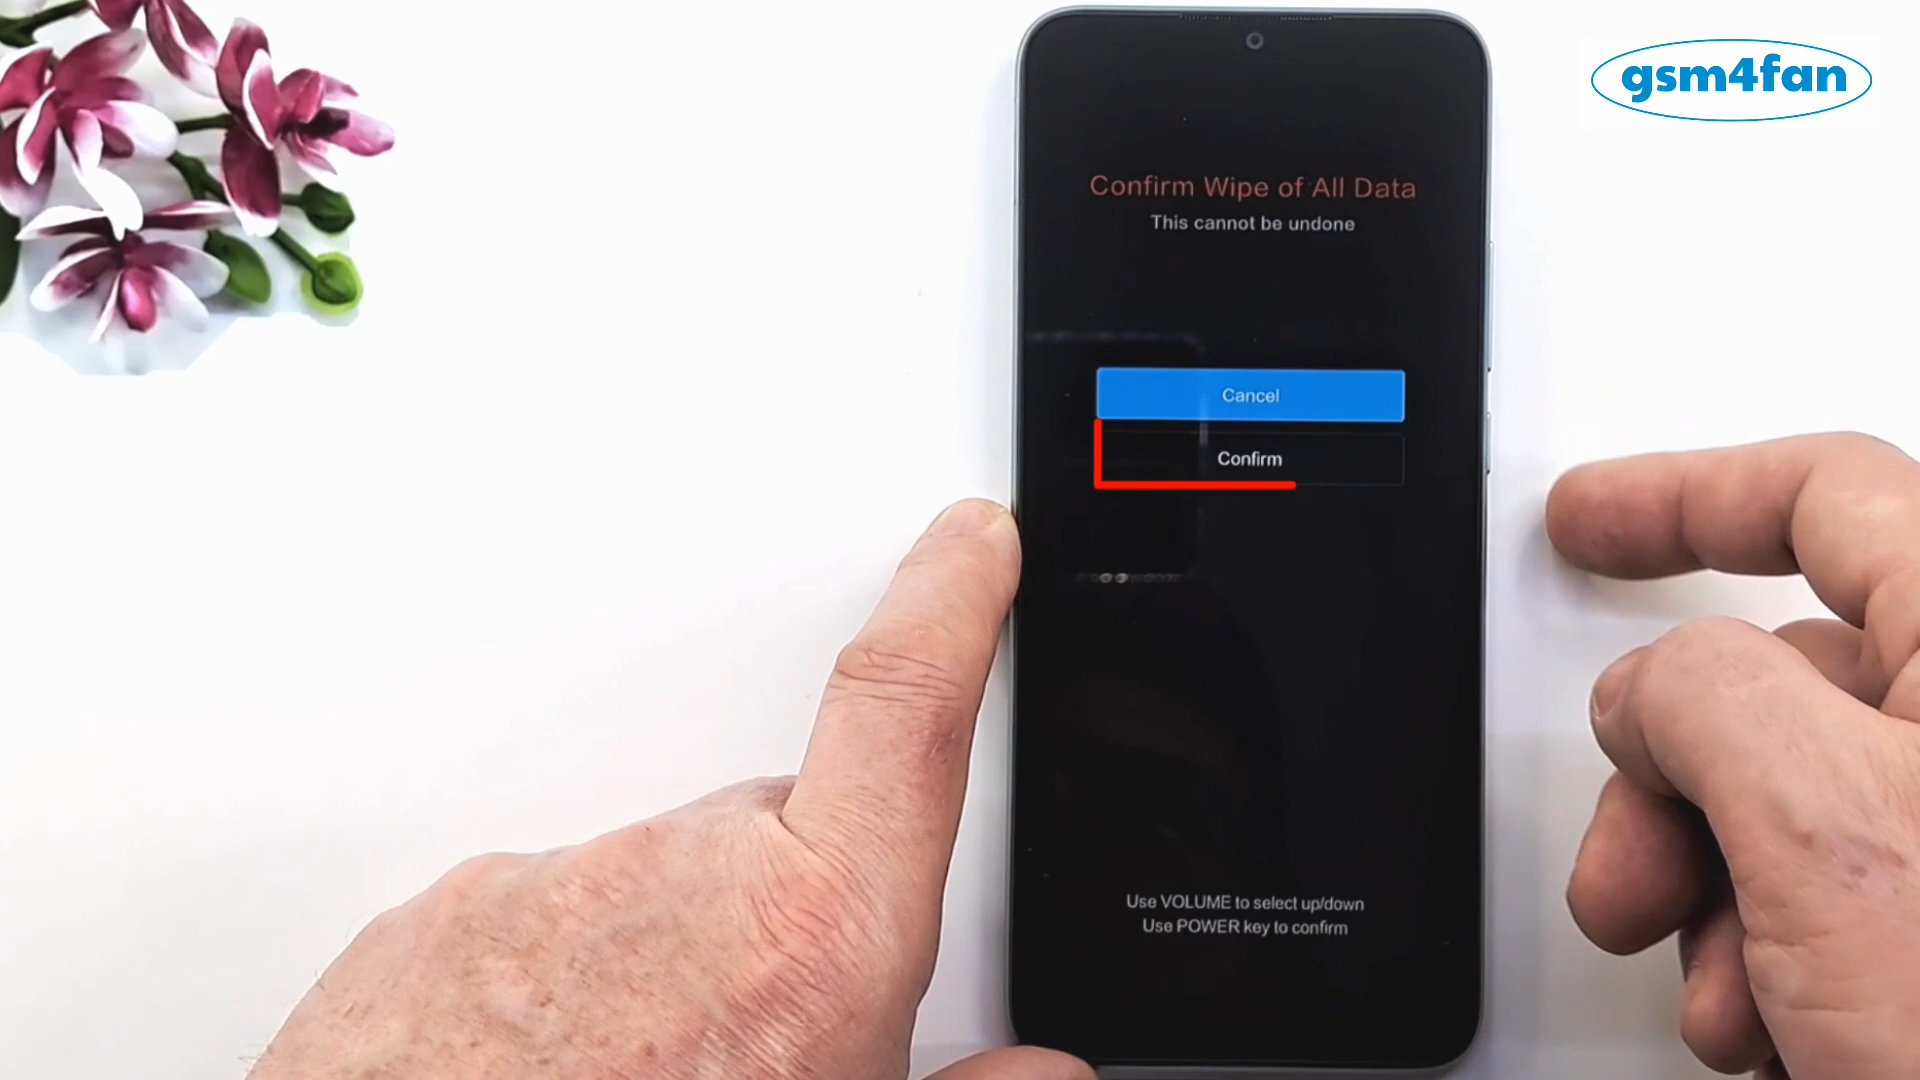 gsm4fan
Confirm Wipe of All Data
This cannot be undone
Cancel
Confirm
Use VOLUME to select up/down
Use POWER key to confirm